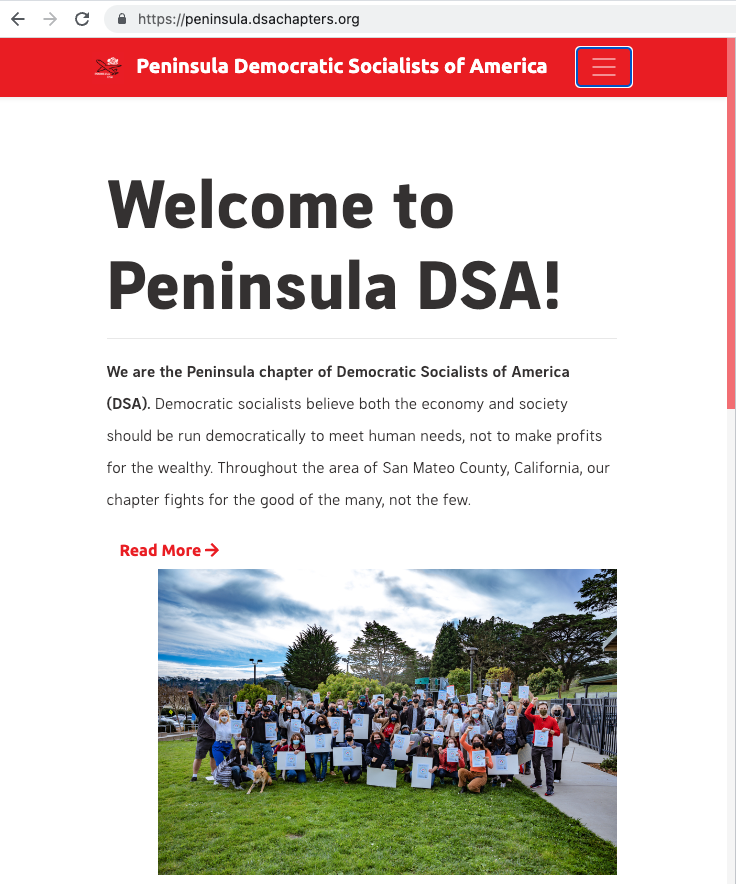 https://peninsula.dsachapters.org
Peninsula Democratic Socialists of America
Welcome to
Peninsula DSA!
We are the Peninsula chapter of Democratic Socialists of America
(DSA). Democratic socialists believe both the economy and society
should be run democratically to meet human needs, not to make profits
for the wealthy. Throughout the area of San Mateo County, California, our
chapter fights for the good of the many, not the few.
Read More →